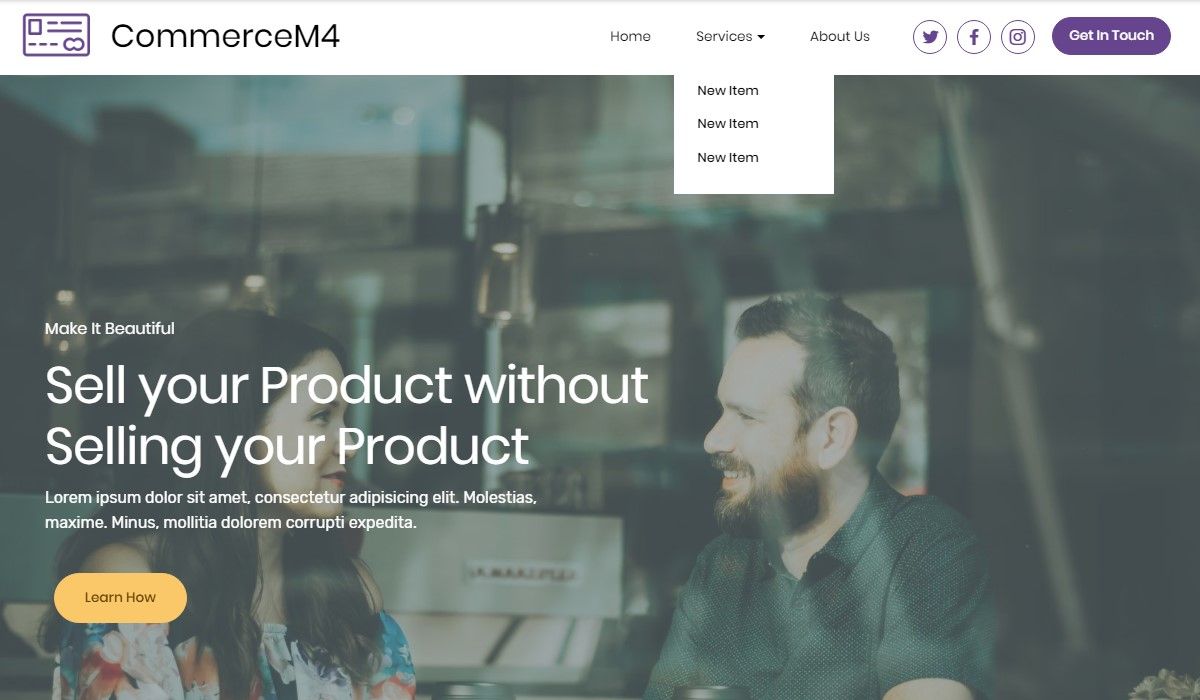 CommerceM4
Home
Services
About Us
Get In Touch
New Item
New Item
New Item
Make It Beautiful
Sell your Product without
Selling your Product
Lorem ipsum dolor sit amet, consectetur adipisicing elit. Molestias,
maxime. Minus, mollitia dolorem corrupti expedita.
Learn How